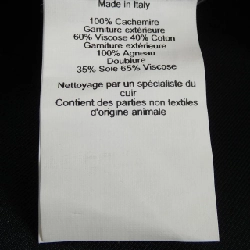 Made in Italy
100% Cachemire
Garniture extérieure
60% Viscose 40% Coton
Garniture extérieure
100% Agneau
Doublure
35% Soie 65% Viscose
Nettoyage par un spécialiste du
cuir
Contient des parties non textiles
d'origine animale